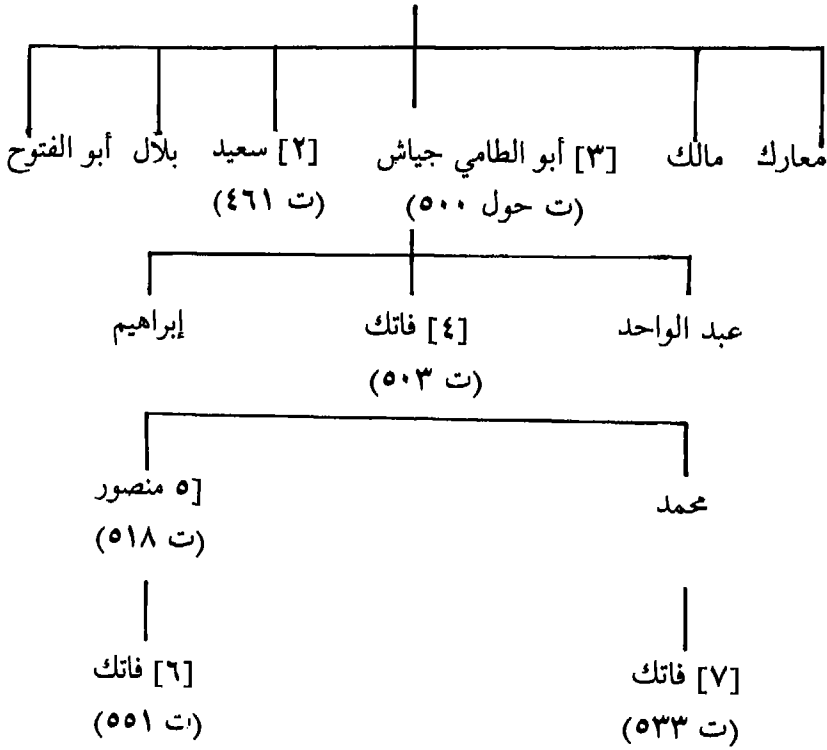 معارك مالك [٣] أبو الطامي جياش [٢] سعيد بلال أبو الفتوح
(ت حول ٥٠٠) (ت ٤٦١)
عبد الواحد [٤] فاتك إبراهيم
(ت ٥٠٣)
محمد [٥ منصور
(ت ٥١٨)
[٧] فاتك [٦] فاتك
(ت ٥٣٣) (ت ٥٥١)